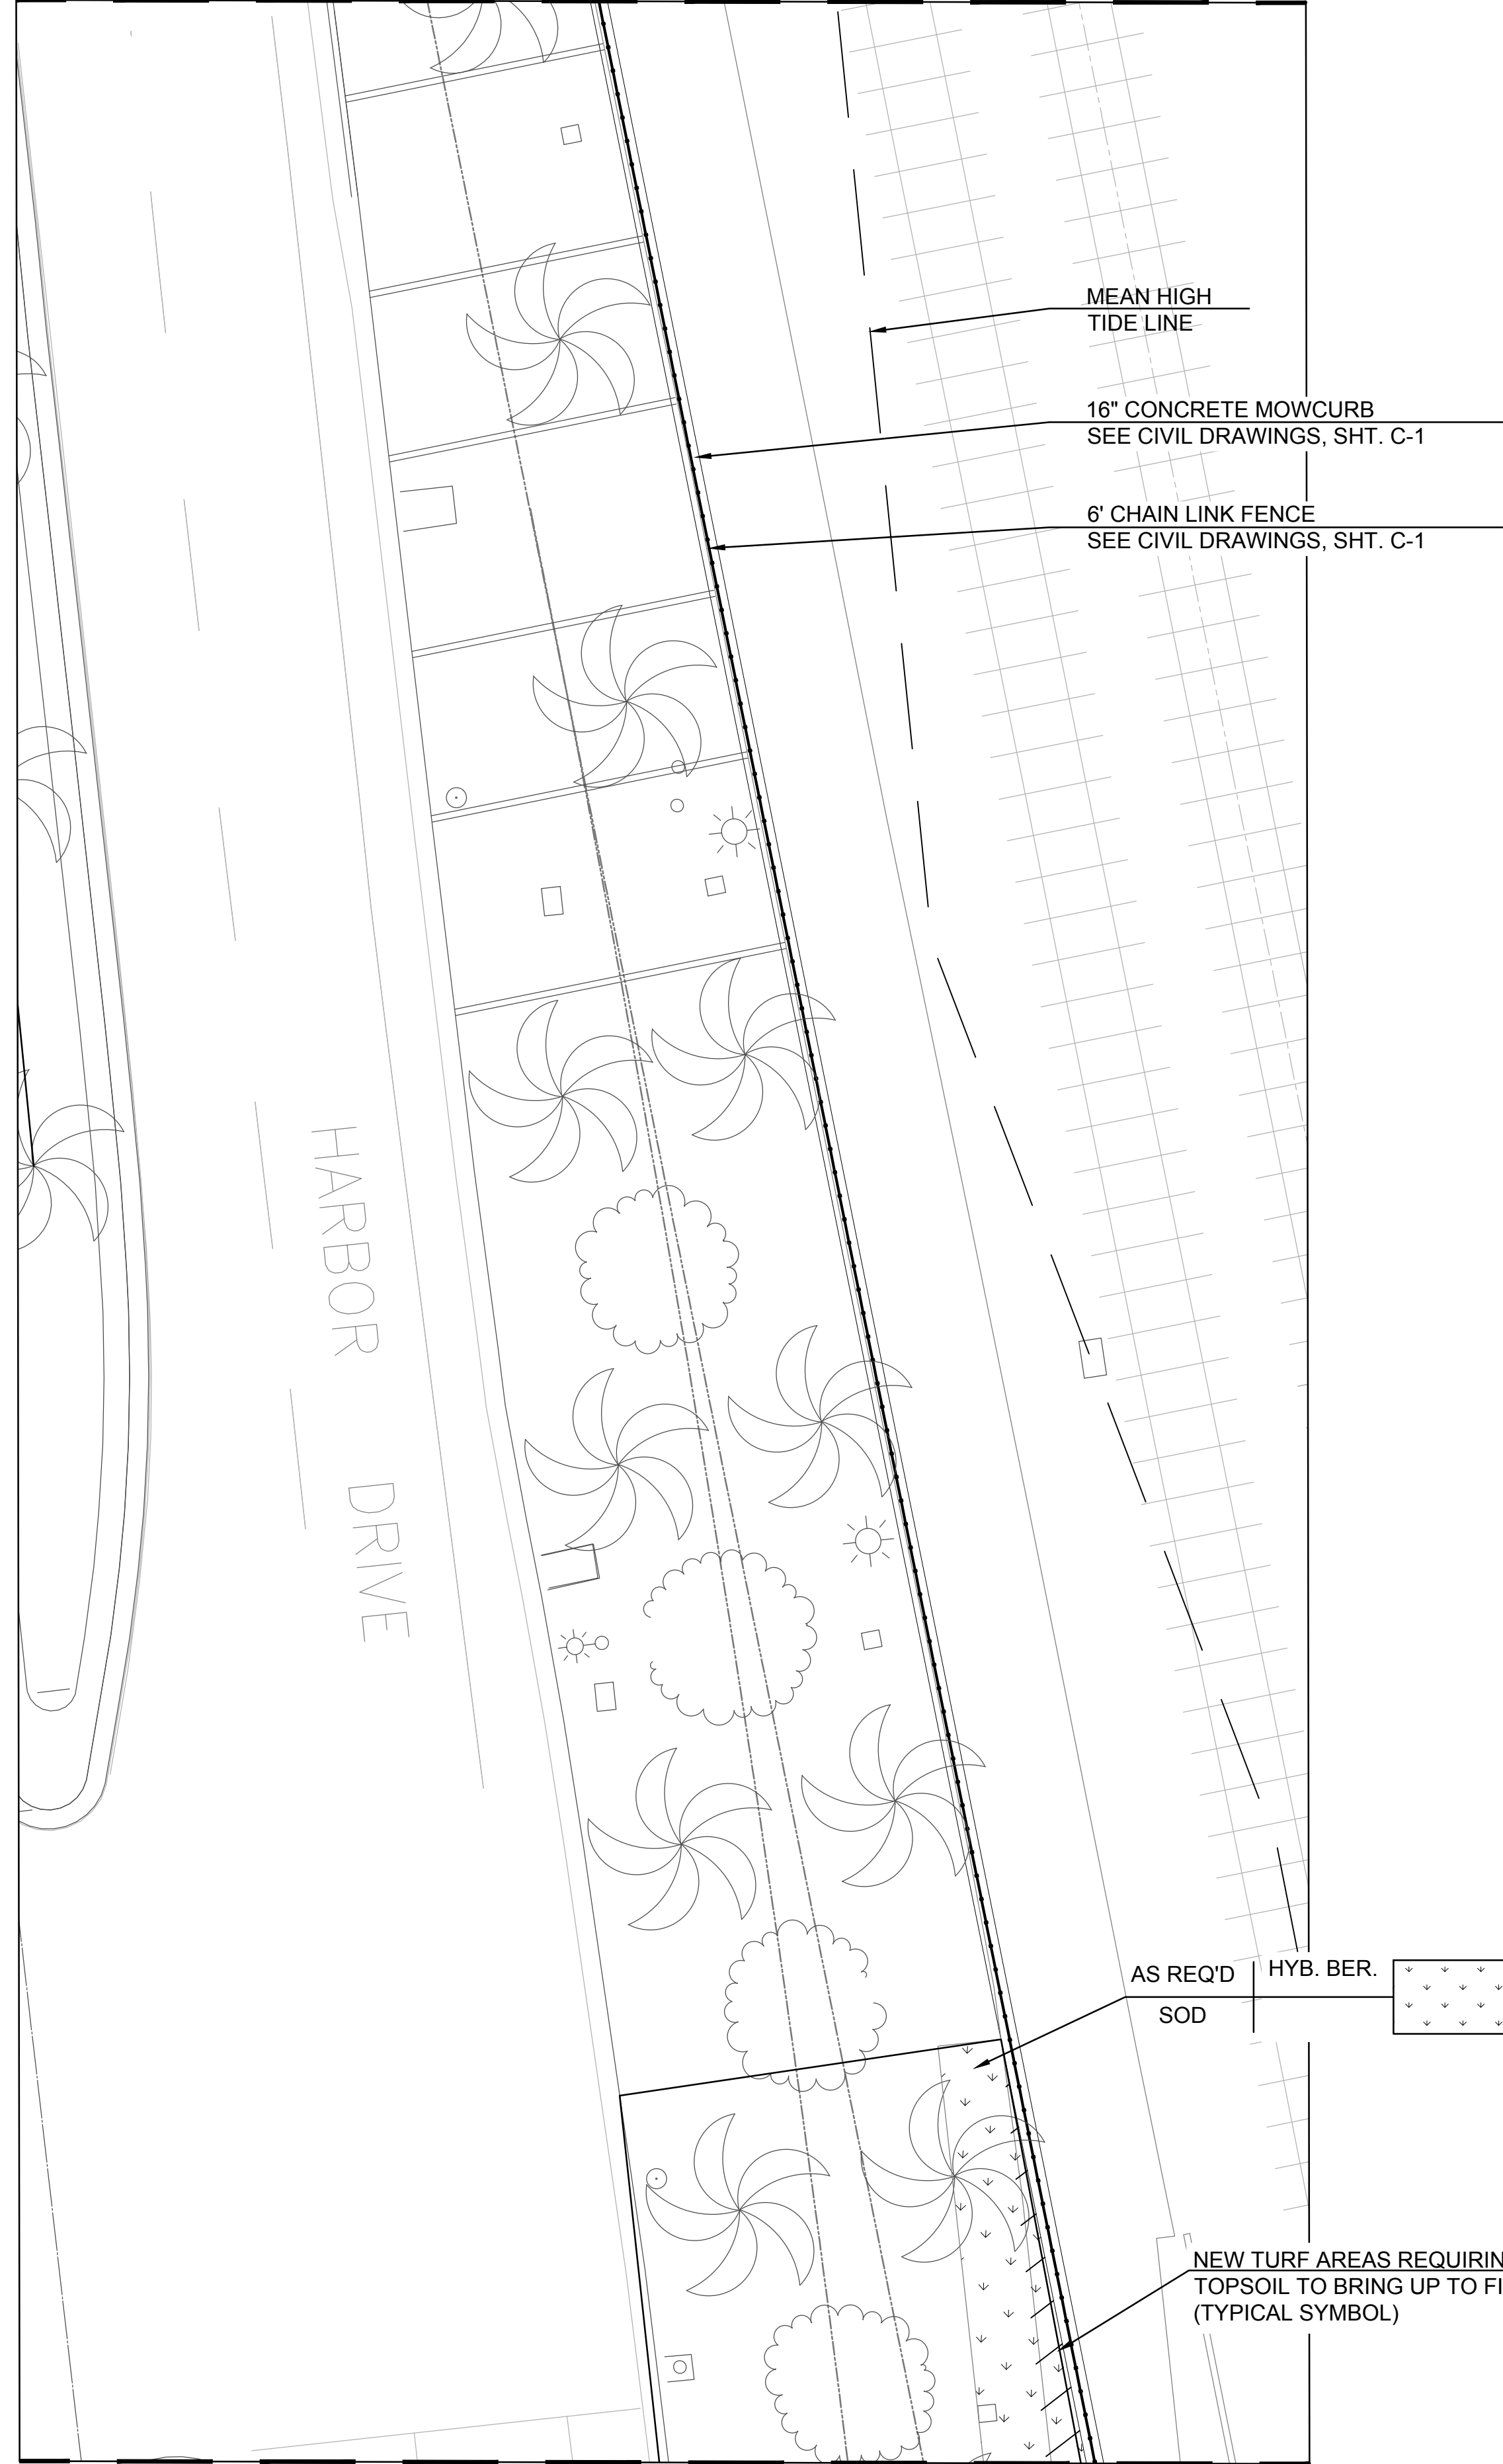 MEAN HIGH
TIDE LINE
16" CONCRETE MOWCURB
SEE CIVIL DRAWINGS, SHT. C-1
6' CHAIN LINK FENCE
SEE CIVIL DRAWINGS, SHT. C-1
HARBOR DRIVE
AS REQ'D HYB. BER.
SOD
NEW TURF AREAS
TOPSOIL TO BRING UP TO
(TYPICAL SYMBOL)